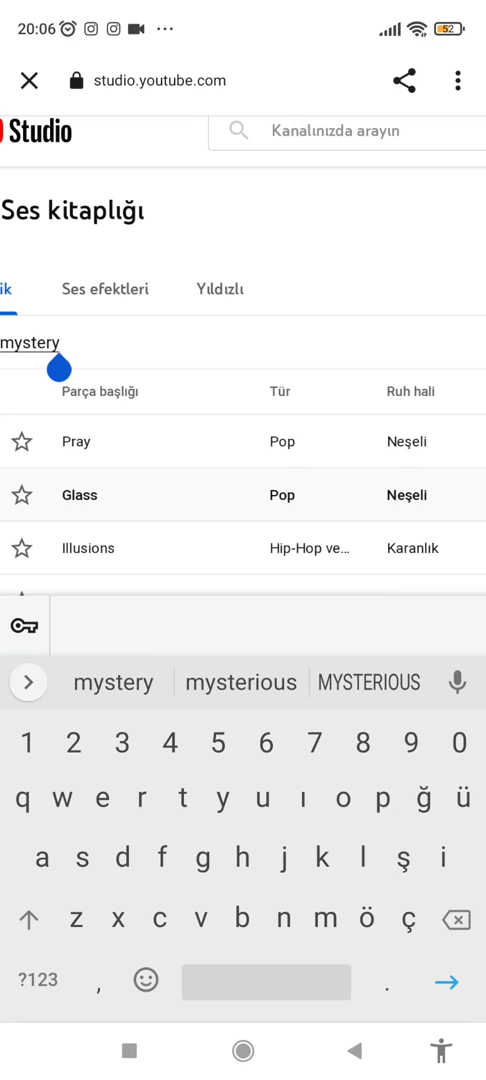 20:06 52
studio.youtube.com
Studio Kanalınızda arayın
Ses kitaplığı
ik Ses efektleri Yıldızlı
mystery
Parça başlığı Tür Ruh hali
Pray Pop Neşeli
Glass Pop Neşeli
Illusions Hip-Hop ve... Karanlık
mystery mysterious MYSTERIOUS
1 2 3 4 5 6 7 8 9 0
q w e r t y u ı o p ğ ü
a s d f g h j k l ş i
z x c v b n m ö ç
?123 , .